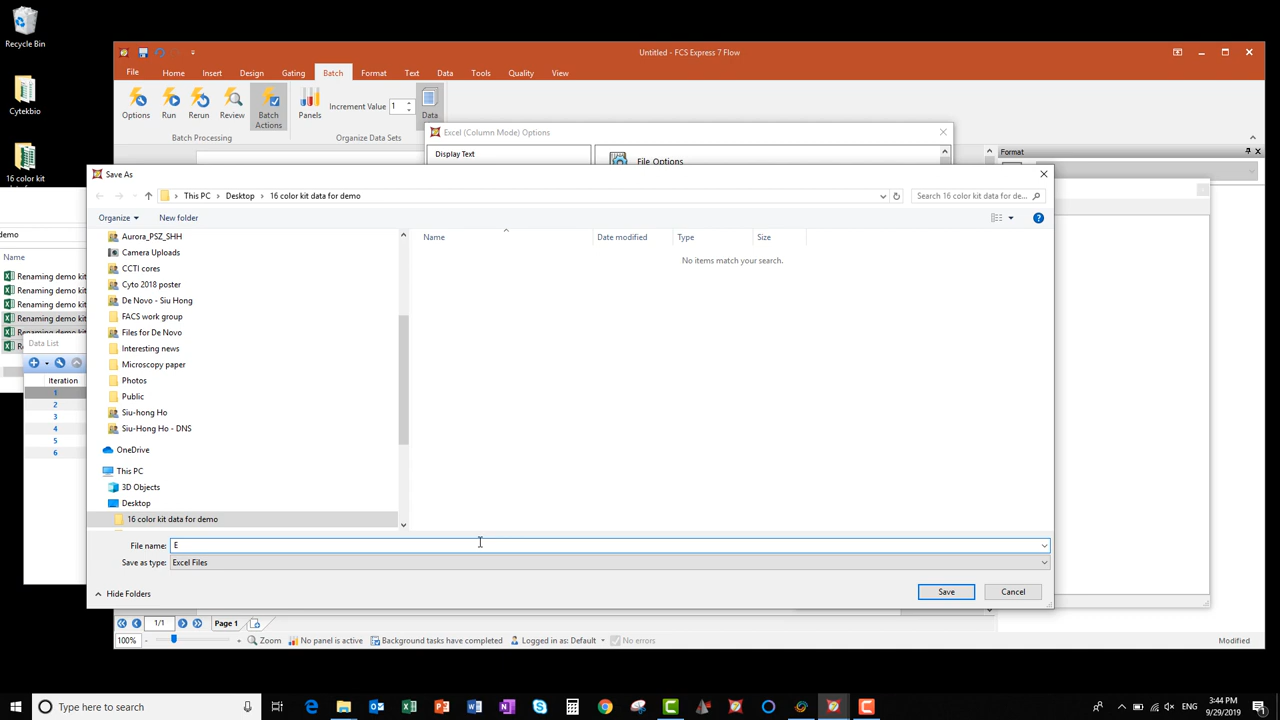 Recycle Bin
Cytekbio
16 color kit
Untitled - FCS Express 7 Flow
File Home Insert Design Gating Batch Format Text Data Tools Quality View
Options Run Rerun Review Batch Actions Panels Increment Value 1 Data
Batch Processing Organize Data Sets
Excel (Column Mode) Options
Display Text
File Options
Format
Save As
This PC > Desktop > 16 color kit data for demo
Search 16 color kit data for de...
Organize New folder
demo
Name
Renaming demo kit
Renaming demo kit
Renaming demo kit
Renaming demo kit
Renaming demo kit
Data List
Iteration
1
2
3
4
5
6
Aurora_PSZ_SHH
Camera Uploads
CCTI cores
Cyto 2018 poster
De Novo - Siu Hong
FACS work group
Files for De Novo
Interesting news
Microscopy paper
Photos
Public
Siu-hong Ho
Siu-Hong Ho - DNS
OneDrive
This PC
3D Objects
Desktop
16 color kit data for demo
Name Date modified Type Size
No items match your search.
File name: E
Save as type: Excel Files
Hide Folders
Save Cancel
1/1 Page 1
100% - + Zoom No panel is active Background tasks have completed Logged in as: Default No errors Modified
Type here to search
3:44 PM
9/29/2019
1